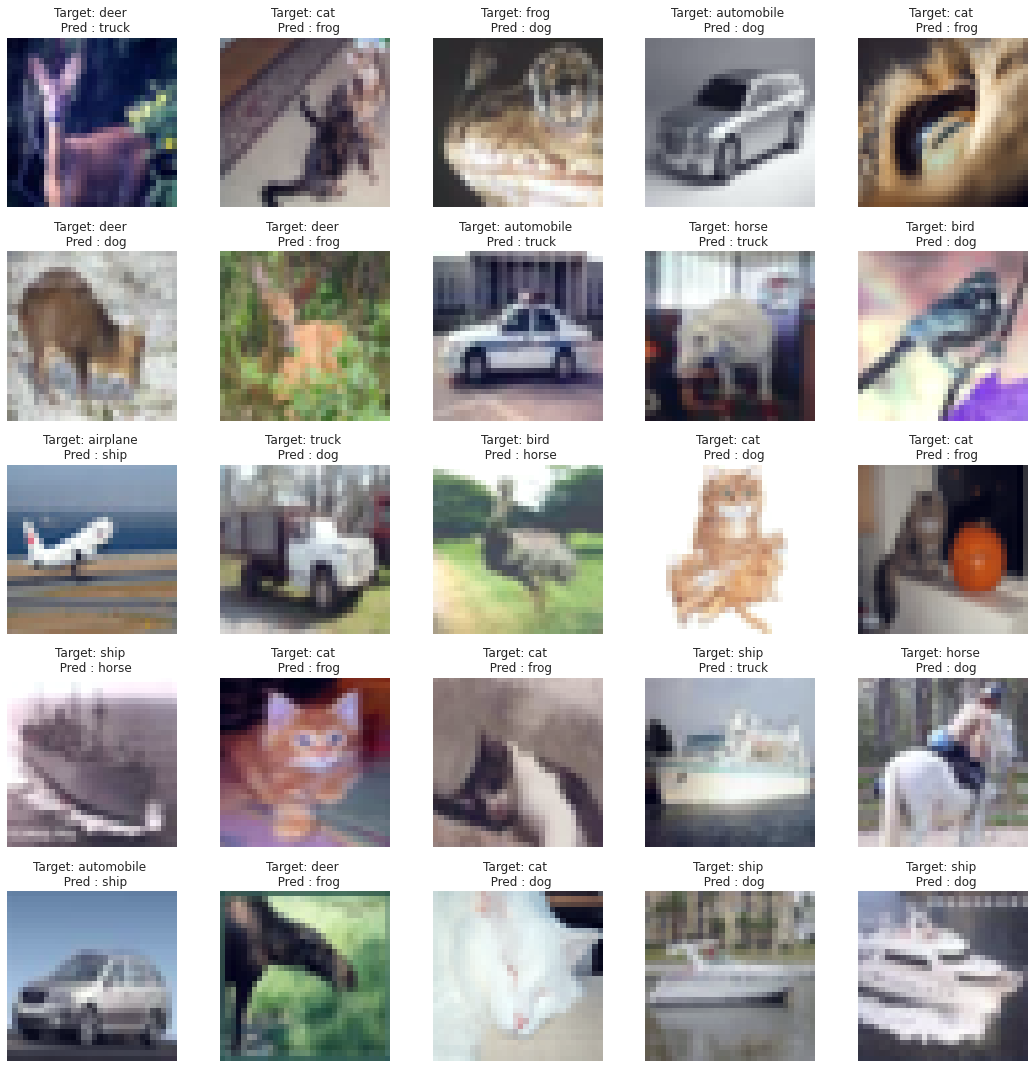 Target: deer
Pred : truck
Target: cat
Pred : frog
Target: frog
Pred : dog
Target: automobile
Pred : dog
Target: cat
Pred : frog
Target: deer
Pred : dog
Target: deer
Pred : frog
Target: automobile
Pred : truck
Target: horse
Pred : truck
Target: bird
Pred : dog
Target: airplane
Pred : ship
Target: truck
Pred : dog
Target: bird
Pred : horse
Target: cat
Pred : dog
Target: cat
Pred : frog
Target: ship
Pred : horse
Target: cat
Pred : frog
Target: cat
Pred : frog
Target: ship
Pred : truck
Target: horse
Pred : dog
Target: automobile
Pred : ship
Target: deer
Pred : frog
Target: cat
Pred : dog
Target: ship
Pred : dog
Target: ship
Pred : dog